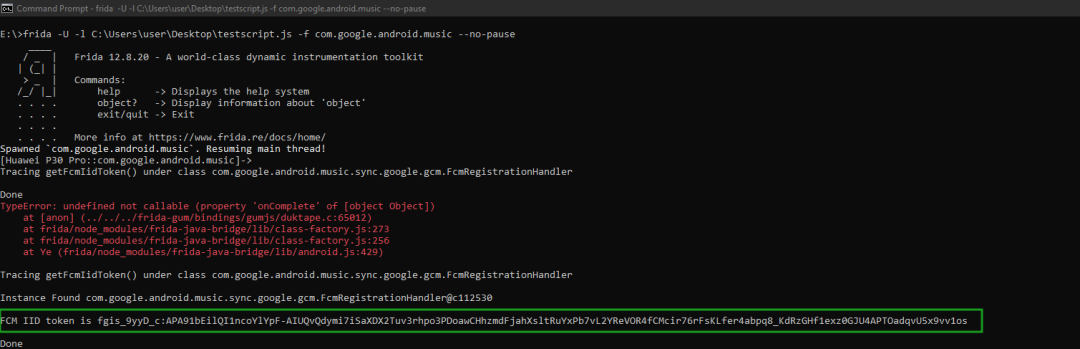 Command Prompt - frida -U -l C:\Users\user\Desktop\testscript.js -f com.google.android.music --no-pause
E:\>frida -U -l C:\Users\user\Desktop\testscript.js -f com.google.android.music --no-pause
     ____
    / _  |   Frida 12.8.20 - A world-class dynamic instrumentation toolkit
   | (_| |
    > _  |   Commands:
   /_/ |_|       help      -> Displays the help system
   . . . .       object?   -> Display information about 'object'
   . . . .       exit/quit -> Exit
   . . . .
   . . . .   More info at https://www.frida.re/docs/home/
Spawned `com.google.android.music`. Resuming main thread!
[Huawei P30 Pro::com.google.android.music]->
Tracing getFcmIidToken() under class com.google.android.music.sync.google.gcm.FcmRegistrationHandler
Done
TypeError: undefined not callable (property 'onComplete' of [object Object])
    at [anon] (../../../frida-gum/bindings/gumjs/duktape.c:65012)
    at frida/node_modules/frida-java-bridge/lib/class-factory.js:273
    at frida/node_modules/frida-java-bridge/lib/class-factory.js:256
    at Ye (frida/node_modules/frida-java-bridge/lib/android.js:429)
Tracing getFcmIidToken() under class com.google.android.music.sync.google.gcm.FcmRegistrationHandler
Instance Found com.google.android.music.sync.google.gcm.FcmRegistrationHandler@c112530
FCM IID token is fgis_9yyD_c:APA91bEilQI1ncoYlYpF-AIUQvQdymi7iSaXDX2Tuv3rhpo3PDoawCHhzmdFjahXsltRuYxPb7vL2YReVOR4fCMcir76rFsKLfer4abpq8_KdRzGHf1exz0GJU4APTOadqvU5x9vv1os
Done